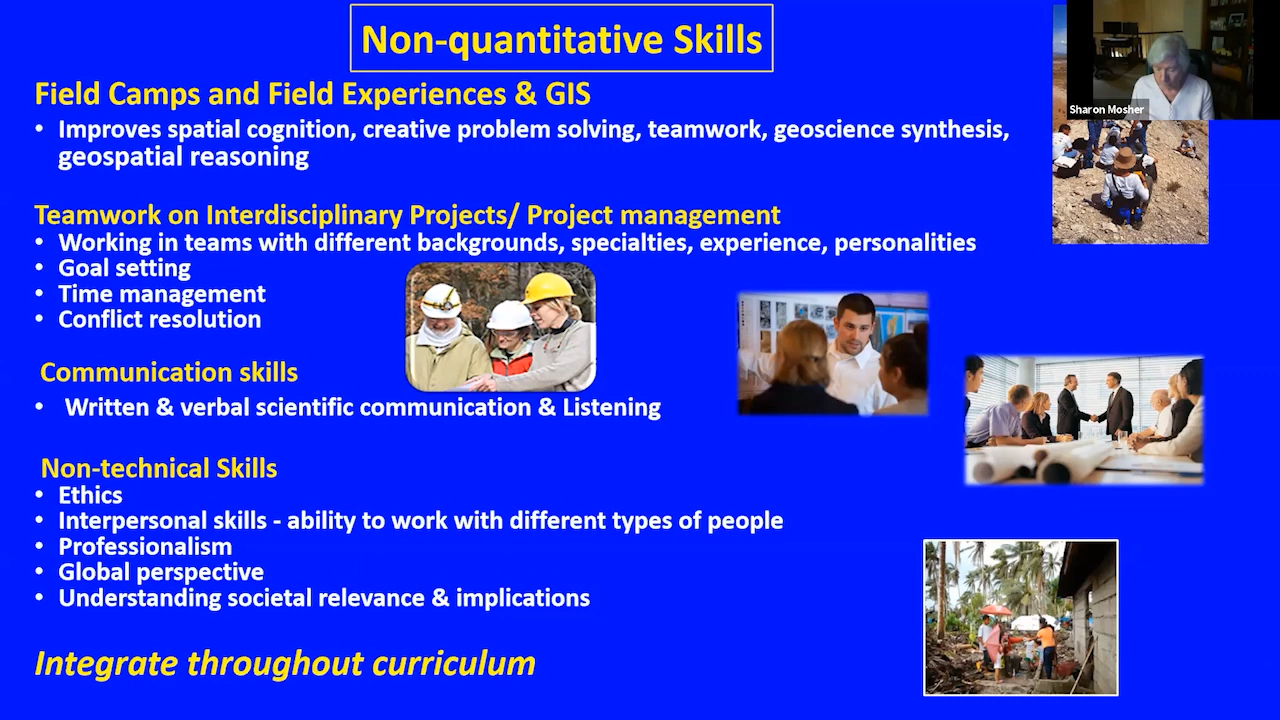 Non-quantitative Skills
Sharon Mosher
Field Camps and Field Experiences & GIS
• Improves spatial cognition, creative problem solving, teamwork, geoscience synthesis,
geospatial reasoning
Teamwork on Interdisciplinary Projects/ Project management
• Working in teams with different backgrounds, specialties, experience, personalities
• Goal setting
• Time management
• Conflict resolution
Communication skills
• Written & verbal scientific communication & Listening
Non-technical Skills
• Ethics
• Interpersonal skills - ability to work with different types of people
• Professionalism
• Global perspective
• Understanding societal relevance & implications
Integrate throughout curriculum